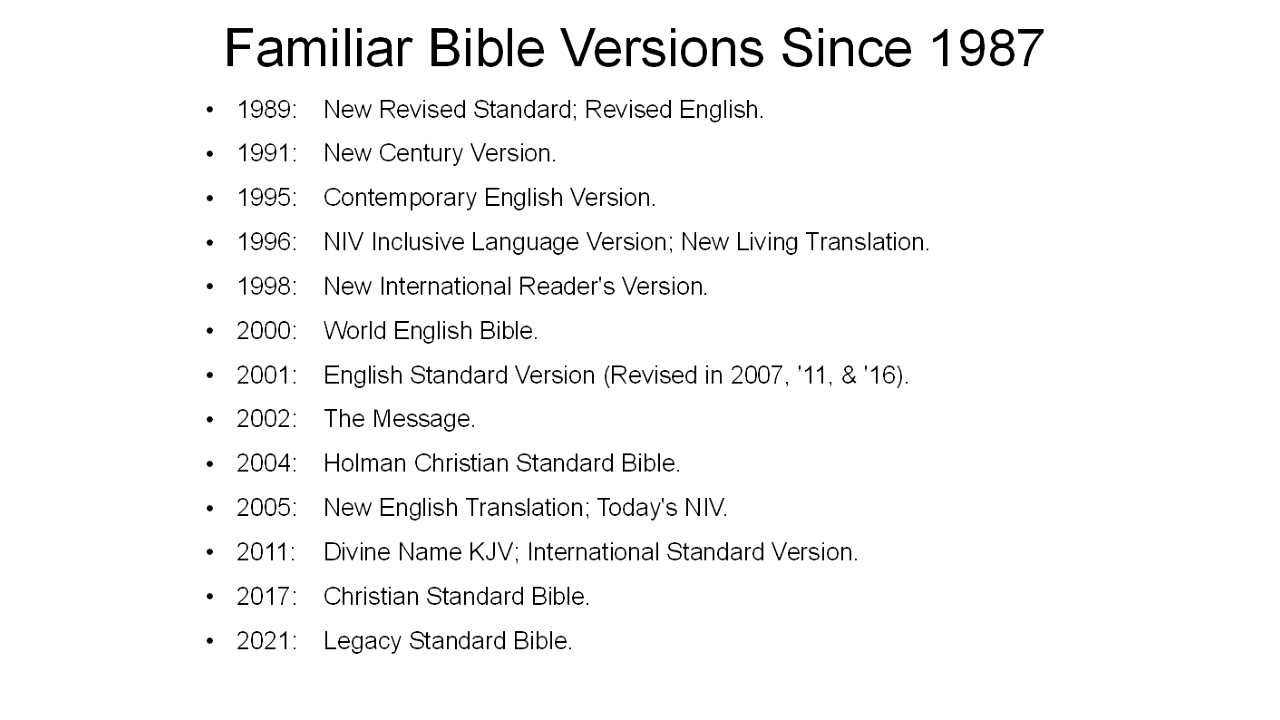 Familiar Bible Versions Since 1987
• 1989: New Revised Standard; Revised English.
• 1991: New Century Version.
• 1995: Contemporary English Version.
• 1996: NIV Inclusive Language Version; New Living Translation.
• 1998: New International Reader's Version.
• 2000: World English Bible.
• 2001: English Standard Version (Revised in 2007, '11, & '16).
• 2002: The Message.
• 2004: Holman Christian Standard Bible.
• 2005: New English Translation; Today's NIV.
• 2011: Divine Name KJV; International Standard Version.
• 2017: Christian Standard Bible.
• 2021: Legacy Standard Bible.